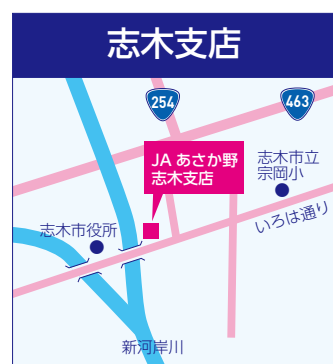 志木支店
254
463
JA あさか野
志木支店
志木市立
宗岡小
いろは通り
志木市役所
新河岸川